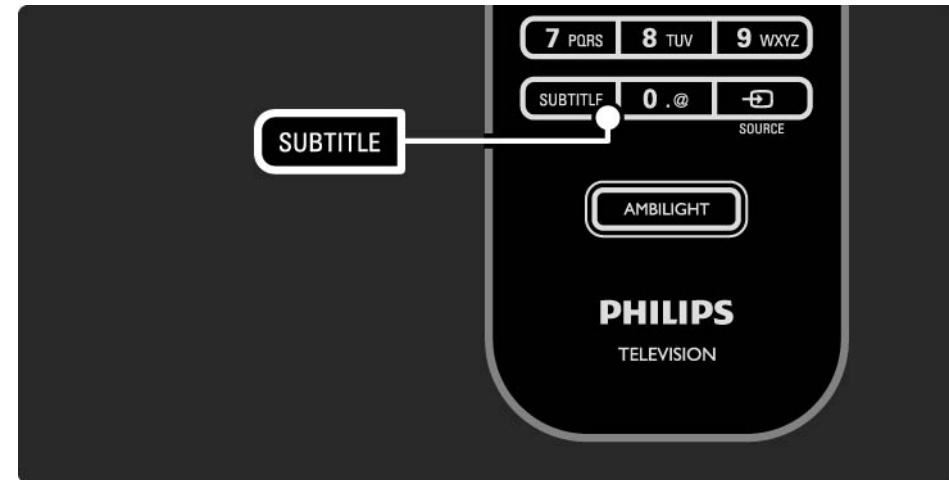 7 PQRS 8 TUV 9 WXYZ
SUBTITLE 0 .@
SOURCE
SUBTITLE
AMBILIGHT
PHILIPS
TELEVISION